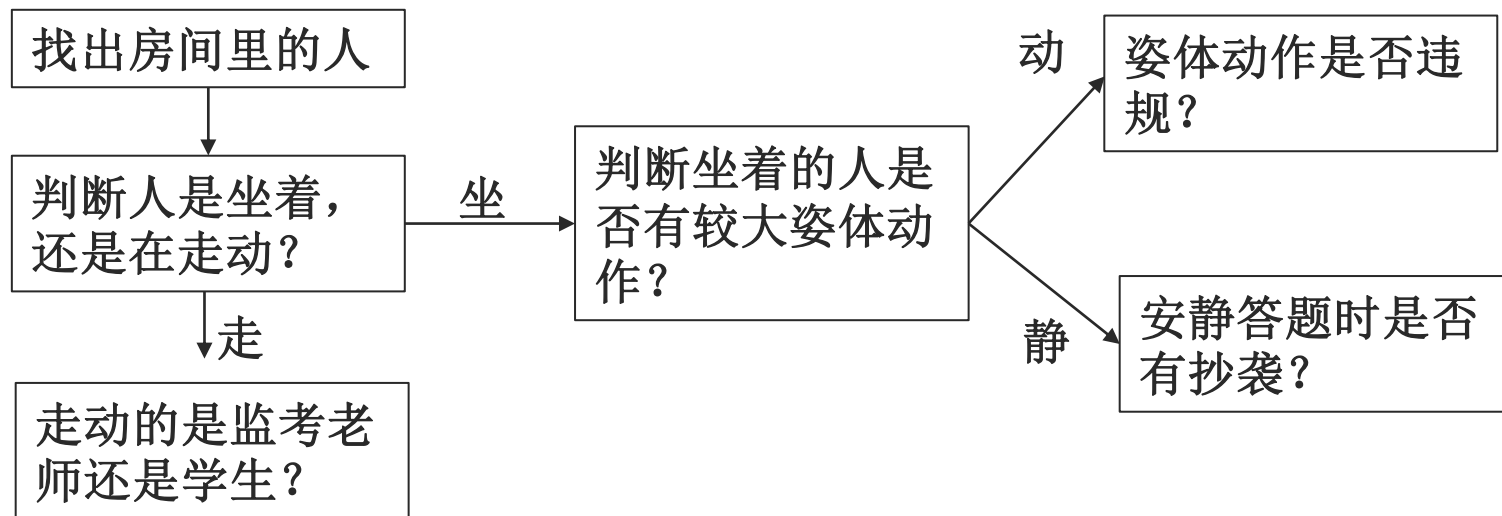 找出房间里的人
判断人是坐着，
还是在走动？
坐
走
走动的是监考老
师还是学生？
判断坐着的人是
否有较大姿体动
作？
动
姿体动作是否违
规？
静
安静答题时是否
有抄袭？